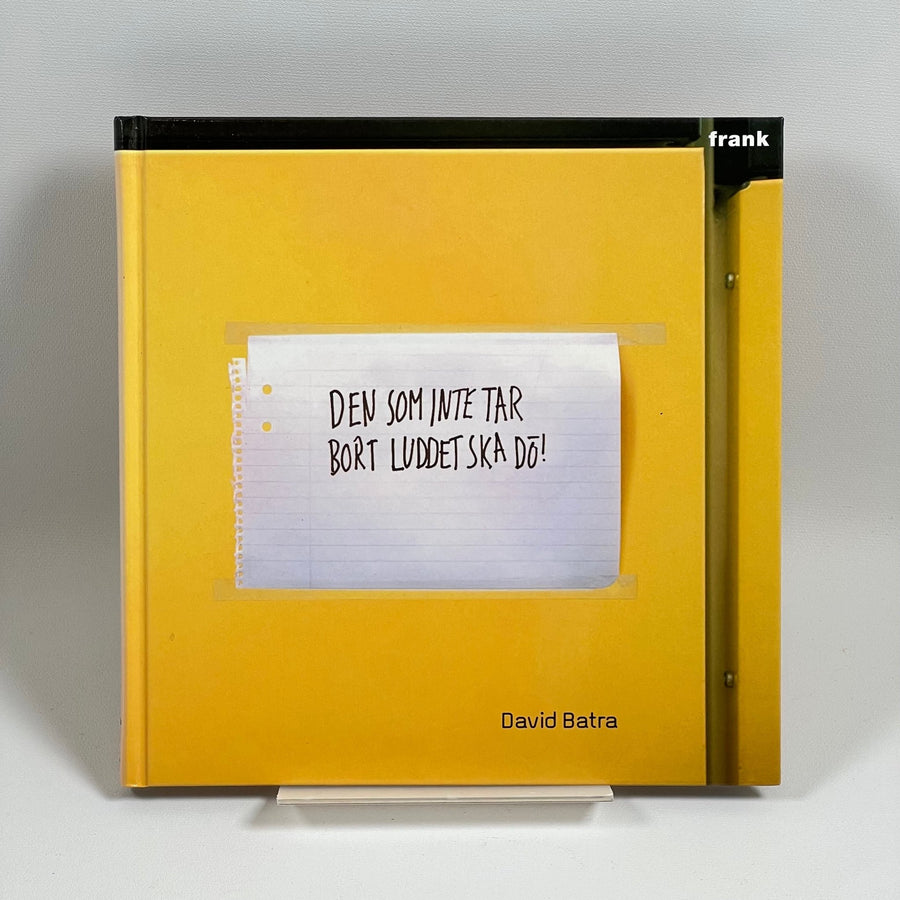 frank
DEN SOM INTE TAR
BORT LUDDET SKA DÖ!
David Batra